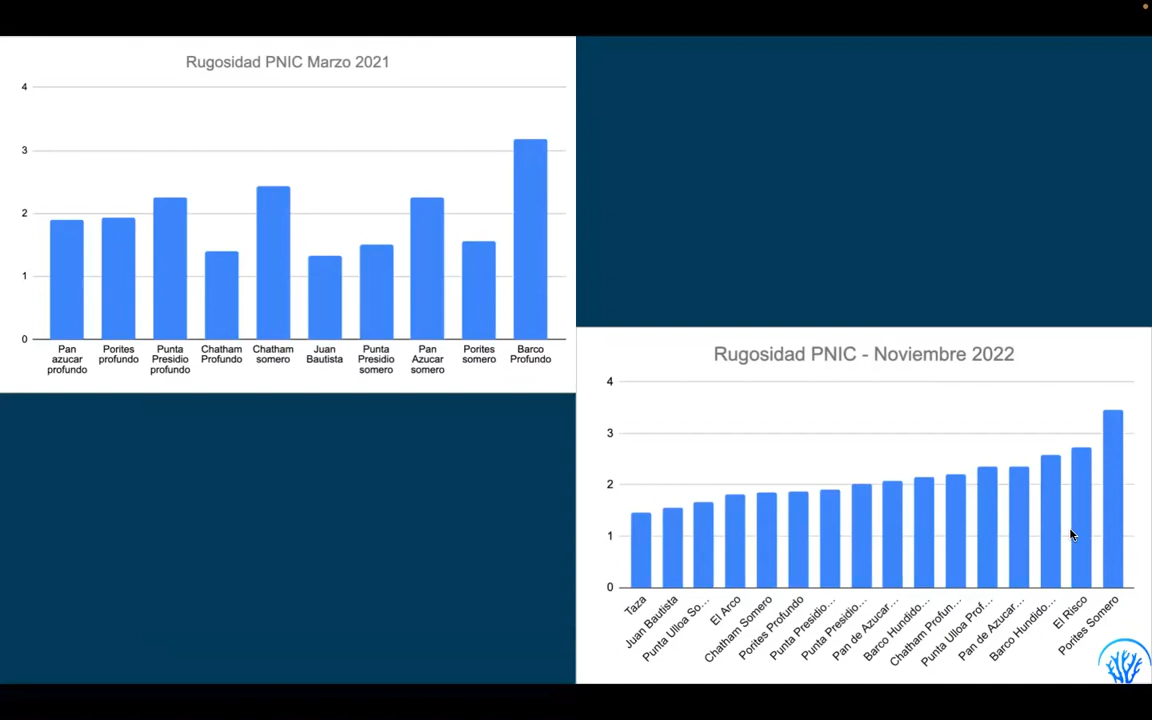 Rugosidad PNIC Marzo 2021
4
3
2
1
0
Pan azucar profundo
Porites profundo
Punta Presidio profundo
Chatham Profundo
Chatham somero
Juan Bautista
Punta Presidio somero
Pan Azucar somero
Porites somero
Barco Profundo
Rugosidad PNIC - Noviembre 2022
4
3
2
1
0
Taza
Juan Bautista
Punta Ulloa So...
El Arco
Chatham Somero
Porites Profundo
Punta Presidio...
Punta Presidio...
Pan de Azucar...
Barco Hundido...
Chatham Profun...
Punta Ulloa Prof...
Pan de Azucar...
Barco Hundido...
El Risco
Porites Somero